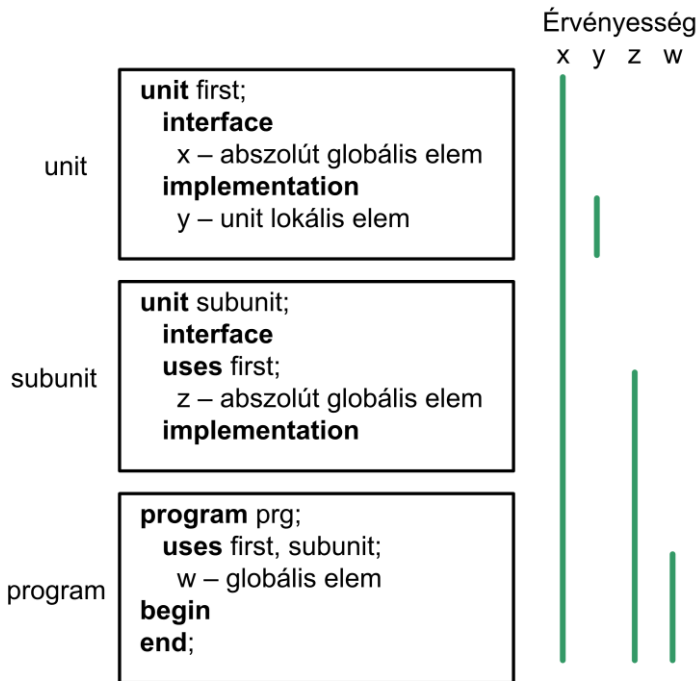 Érvényesség
x y z w
unit
unit first;
interface
x – abszolút globális elem
implementation
y – unit lokális elem
subunit
unit subunit;
interface
uses first;
z – abszolút globális elem
implementation
program
program prg;
uses first, subunit;
w – globális elem
begin
end;